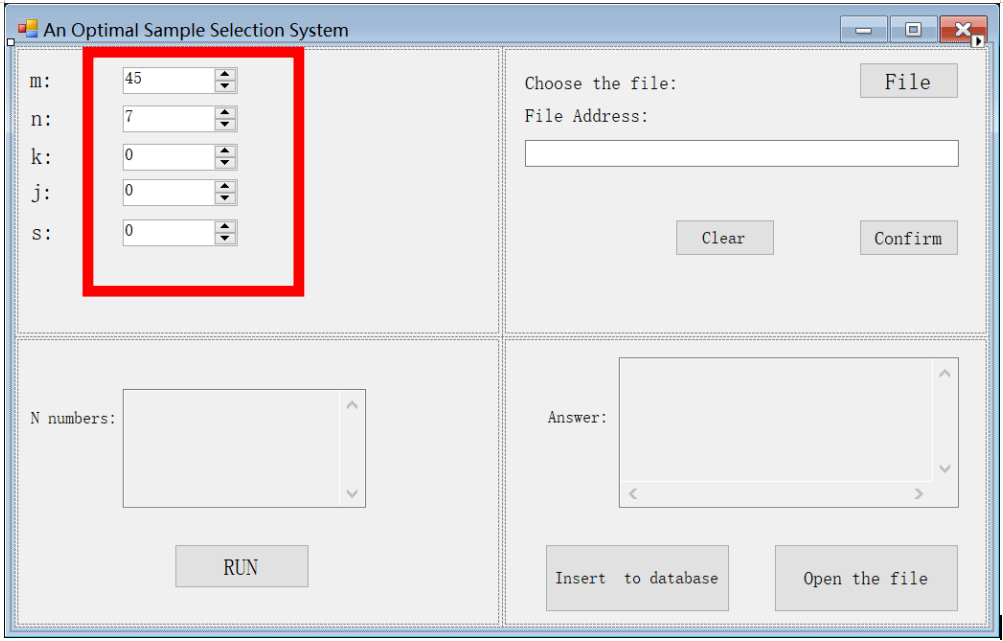 An Optimal Sample Selection System
m: 45
n: 7
k: 0
j: 0
s: 0
Choose the file: File
File Address:
Clear Confirm
N numbers:
RUN
Answer:
Insert to database Open the file